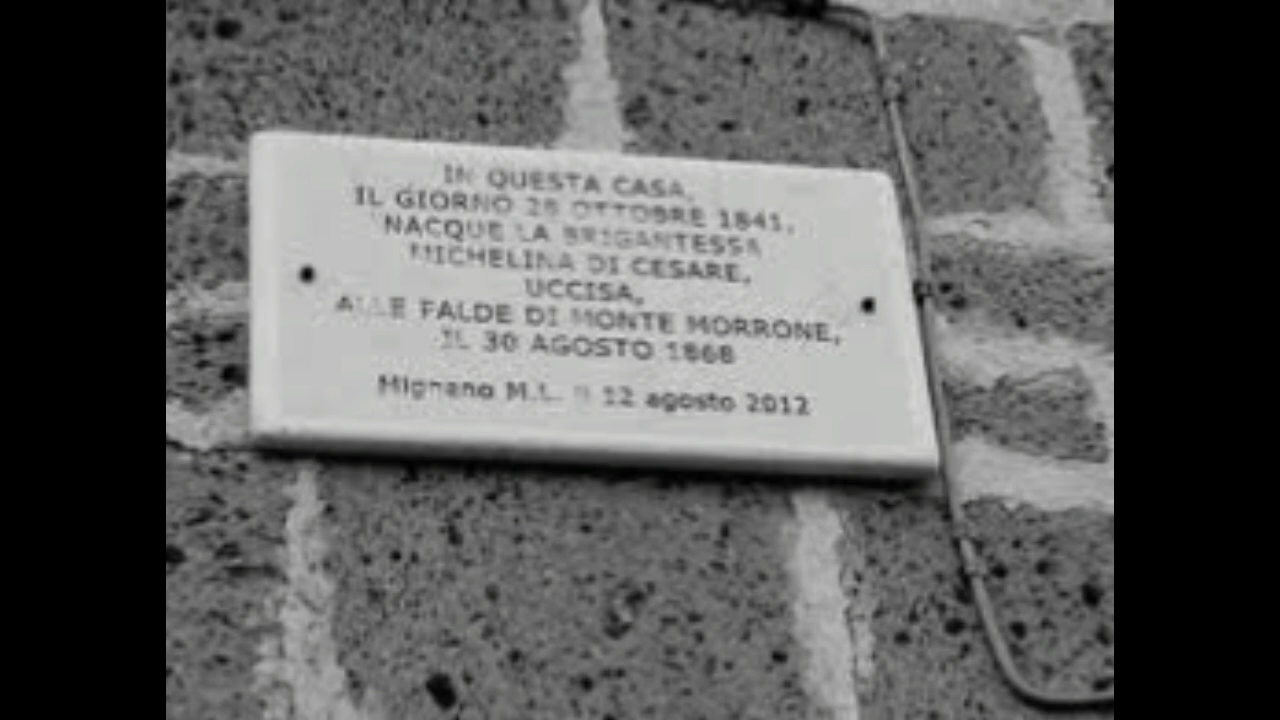 IN QUESTA CASA,
IL GIORNO 28 OTTOBRE 1841,
NACQUE LA BRIGANTESSA
MICHELINA DI CESARE,
UCCISA,
ALLE FALDE DI MONTE MORRONE,
IL 30 AGOSTO 1868
Mignano M.L. il 12 agosto 2012